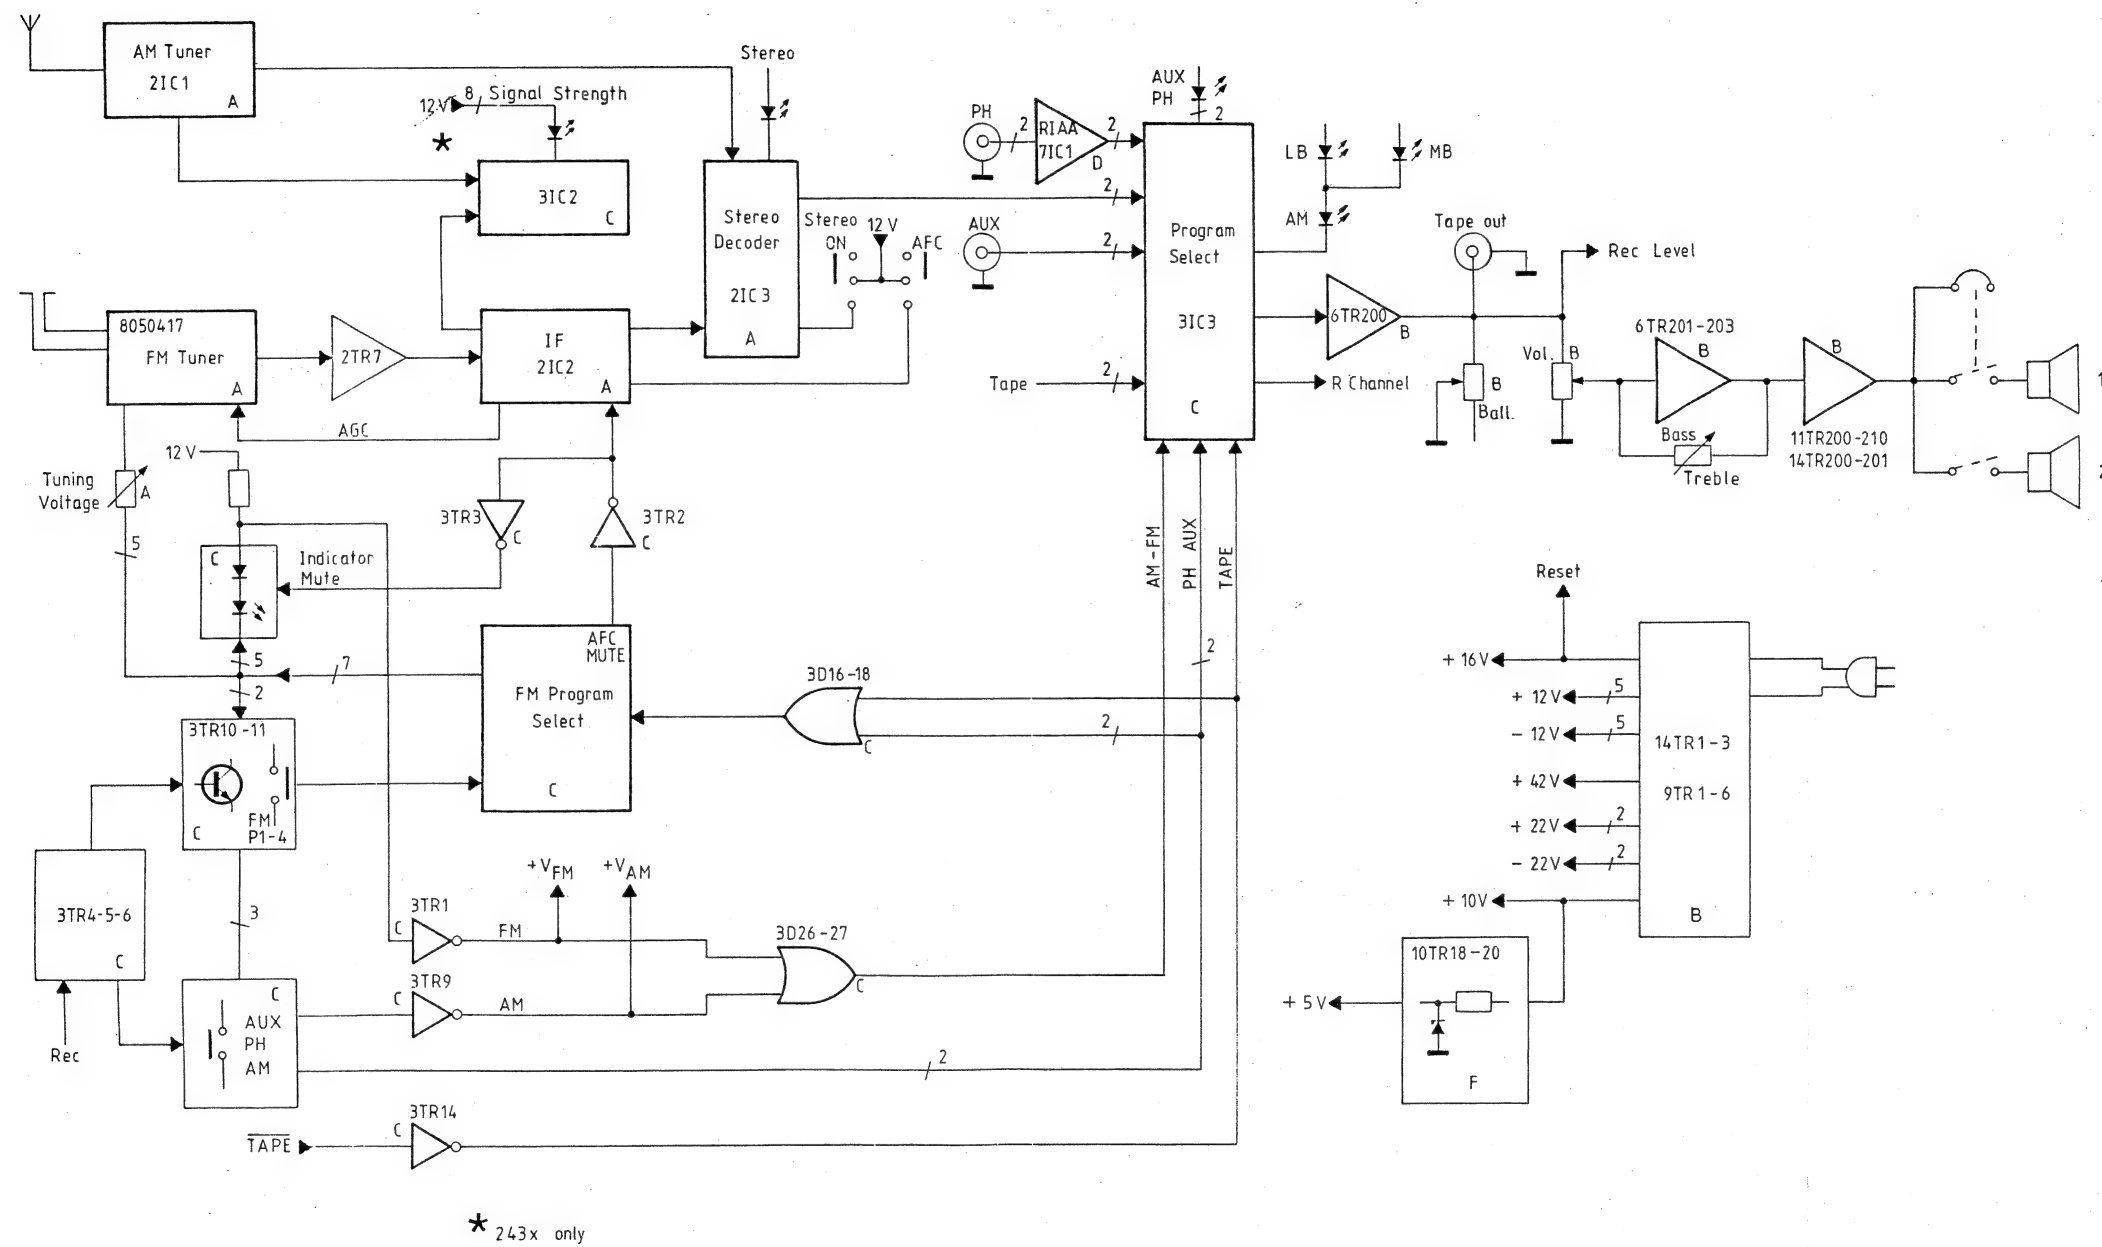 AM Tuner
2IC1
A
12V
8
Signal Strength
*
3IC2
C
Stereo
Stereo
Decoder
2IC3
A
Stereo
ON
12 V
AFC
8050417
FM Tuner
A
2TR7
IF
2IC2
A
AGC
12 V
Tuning
Voltage
A
5
C
Indicator
Mute
3TR3
C
3TR2
C
5
7
2
AFC
MUTE
FM Program
Select
C
3D16-18
C
2
2
3TR10-11
FM
P1-4
C
3TR4-5-6
C
Rec
3
C
AUX
PH
AM
3TR1
C
FM
+VFM
+VAM
3TR9
C
AM
3D26-27
C
2
3TR14
C
TAPE
* 243x only
PH
2
RIAA
7IC1
D
2
2
AUX
2
Tape
2
AUX
PH
2
Program
Select
3IC3
C
AM-FM
PH AUX
TAPE
LB
MB
AM
6TR200
B
R Channel
Tape out
Rec Level
B
Ball.
Vol.
B
6TR201-203
B
Bass
Treble
B
11TR200-210
14TR200-201
1
Reset
+ 16V
+ 12V
5
- 12V
5
+ 42V
+ 22V
2
- 22V
2
+ 10V
14TR1-3
9TR1-6
B
10TR18-20
+ 5V
F